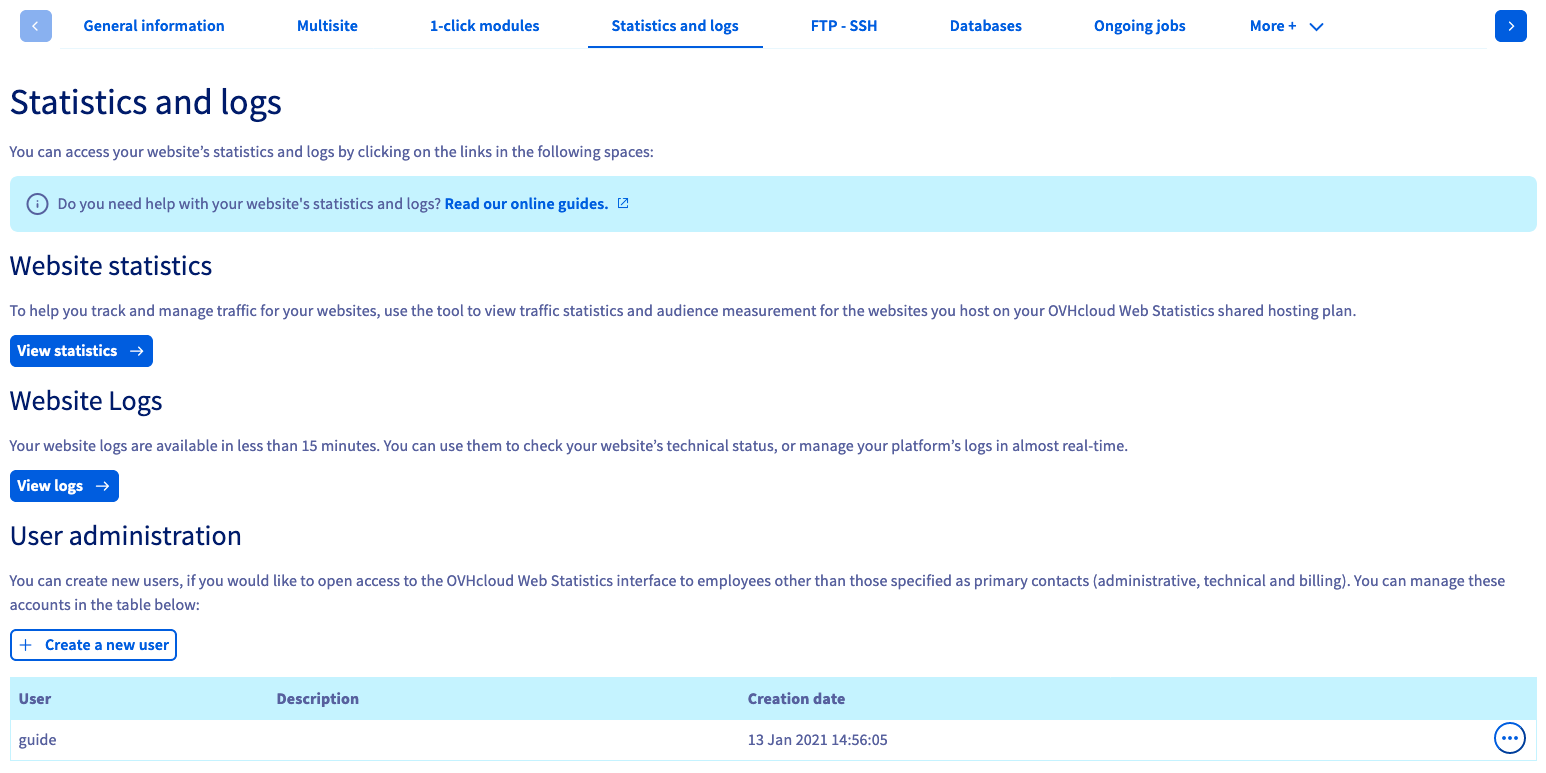 General information Multisite 1-click modules Statistics and logs FTP - SSH Databases Ongoing jobs More +
Statistics and logs
You can access your website’s statistics and logs by clicking on the links in the following spaces:
Do you need help with your website's statistics and logs? Read our online guides.
Website statistics
To help you track and manage traffic for your websites, use the tool to view traffic statistics and audience measurement for the websites you host on your OVHcloud Web Statistics shared hosting plan.
View statistics
Website Logs
Your website logs are available in less than 15 minutes. You can use them to check your website’s technical status, or manage your platform’s logs in almost real-time.
View logs
User administration
You can create new users, if you would like to open access to the OVHcloud Web Statistics interface to employees other than those specified as primary contacts (administrative, technical and billing). You can manage these
accounts in the table below:
Create a new user
User Description Creation date
guide 13 Jan 2021 14:56:05